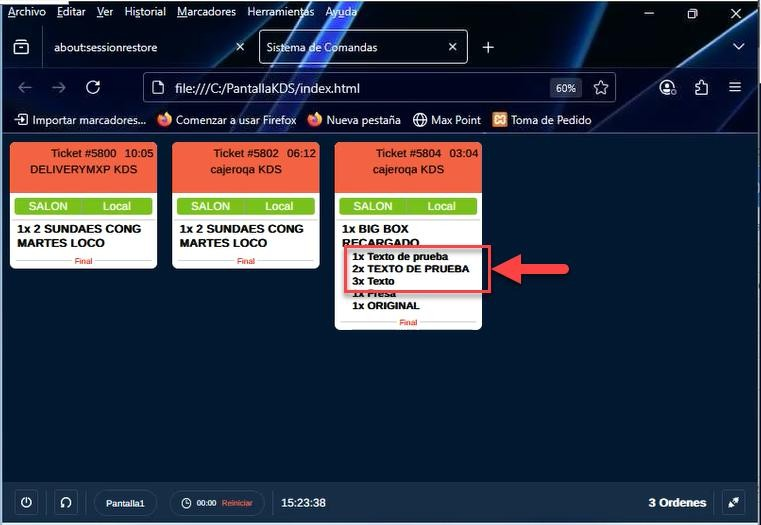 Archivo Editar Ver Historial Marcadores Herramientas Ayuda
about:sessionrestore
Sistema de Comandas
file:///C:/PantallaKDS/index.html
60%
Importar marcadores...
Comenzar a usar Firefox
Nueva pestaña
Max Point
Toma de Pedido
Ticket #5800 10:05
DELIVERYMXP KDS
SALON Local
1x 2 SUNDAES CONG
MARTES LOCO
Final
Ticket #5802 06:12
cajeroqa KDS
SALON Local
1x 2 SUNDAES CONG
MARTES LOCO
Final
Ticket #5804 03:04
cajeroqa KDS
SALON Local
1x BIG BOX
RECARGADO
1x Texto de prueba
2x TEXTO DE PRUEBA
3x Texto
1x Fresa
1x ORIGINAL
Final
Pantalla1
00:00 Reiniciar
15:23:38
3 Ordenes